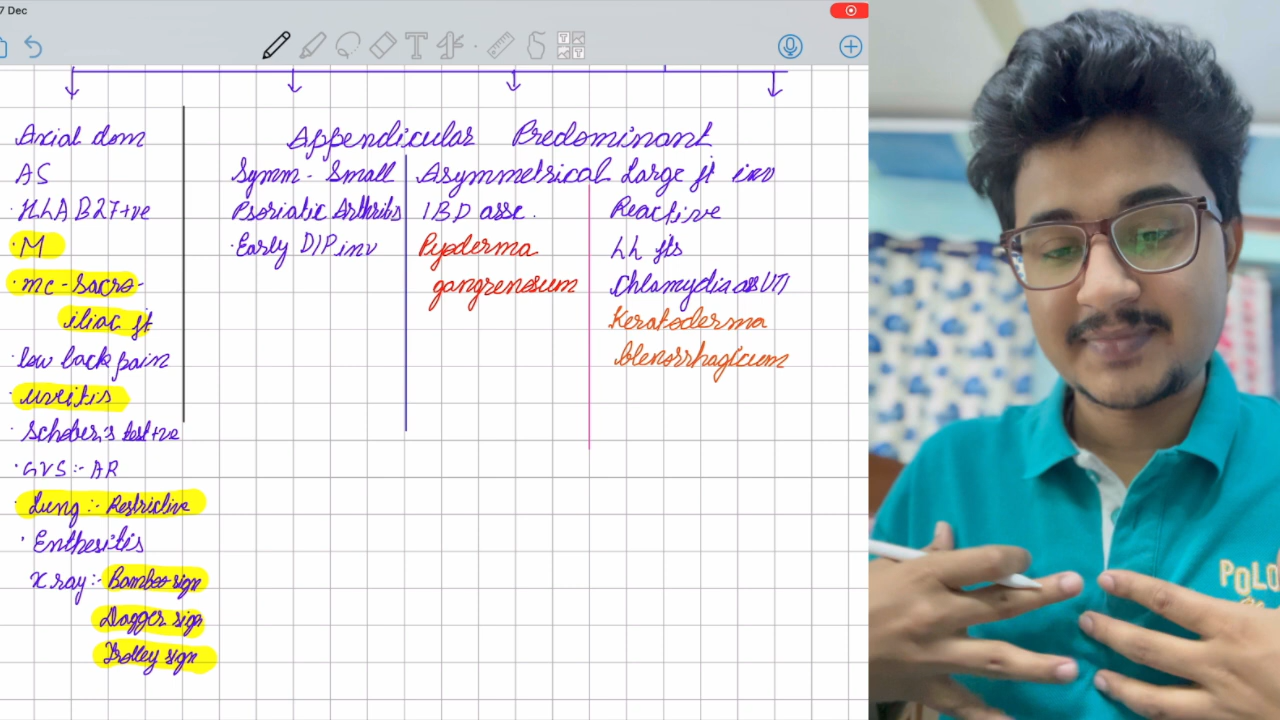 7 Dec
Axial dom
AS
· HLA B27+ve
· M
· mc - Sacro-
iliac jt
· low back pain
· uveitis
· Schober's test +ve
· CVS :- AR
· Lung :- Restrictive
· Enthesitis
X ray :- Bamboo sign
Dagger sign
Trolley sign
Appendicular Predominant
Symm - Small
Psoriatic Arthritis
· Early DIP inv
Asymmetrical Large jt inv
IBD assc.
Pyoderma
gangrenosum
Reactive
LL jts
Chlamydia as UTI
Keratoderma
blenorrhagicum
POLO